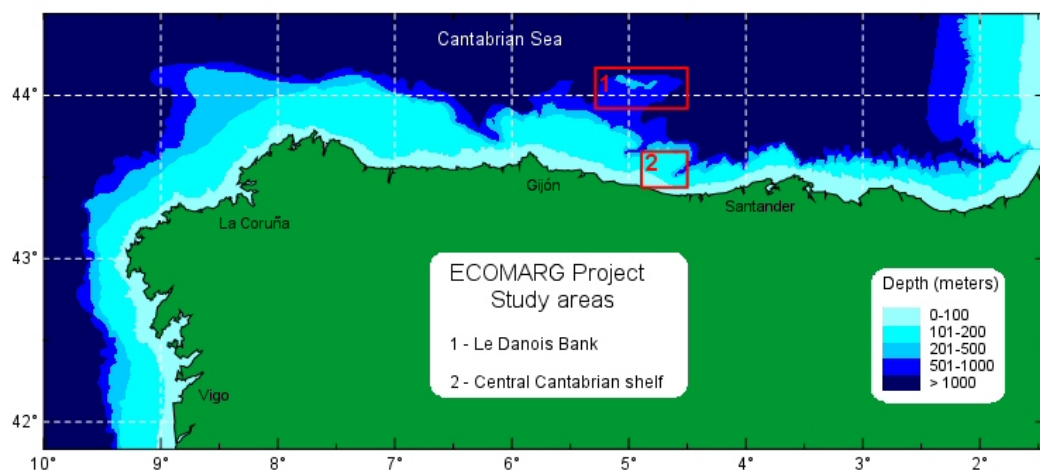 Cantabrian Sea
44°
1
2
Gijón
Santander
La Coruña
43°
ECOMARG Project
Study areas
1 - Le Danois Bank
2 - Central Cantabrian shelf
Depth (meters)
0-100
101-200
201-500
501-1000
> 1000
Vigo
42°
10° 9° 8° 7° 6° 5° 4° 3° 2°